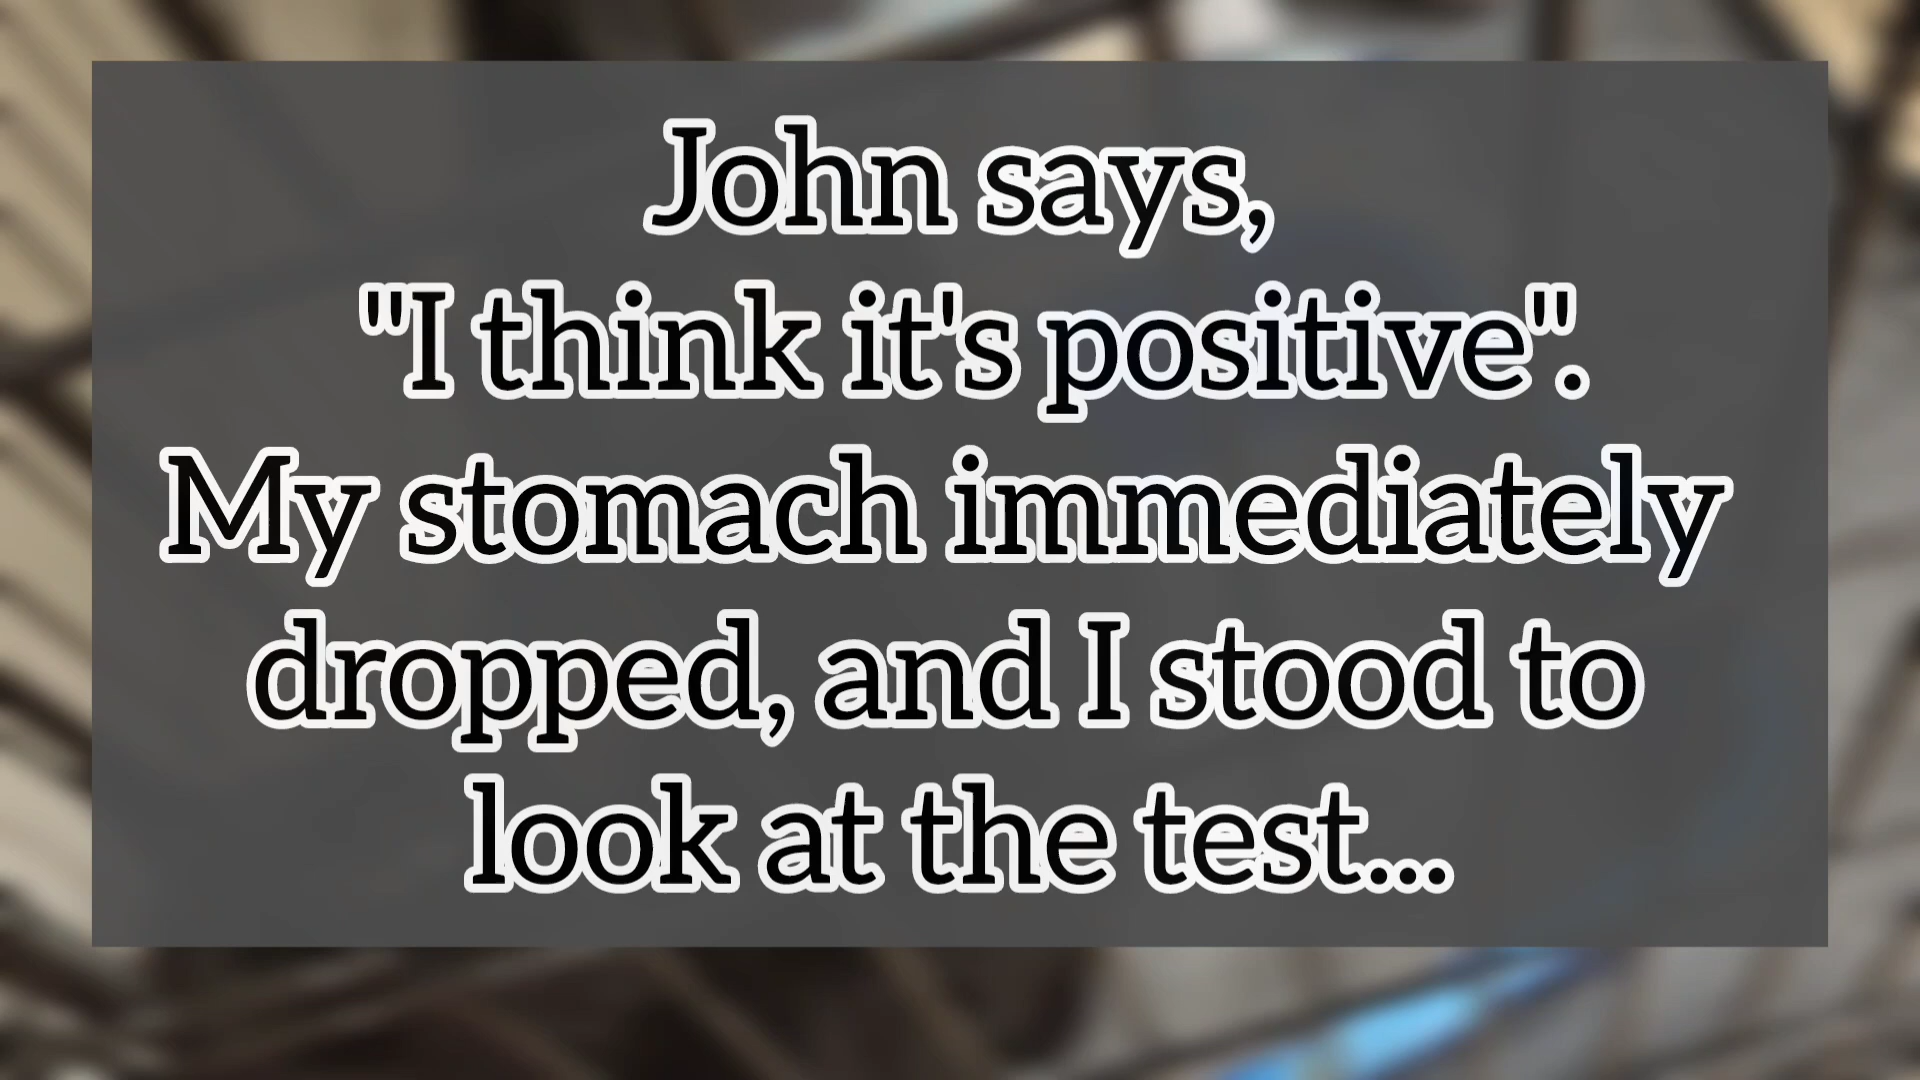 John says,
"I think it's positive".
My stomach immediately
dropped, and I stood to
look at the test...